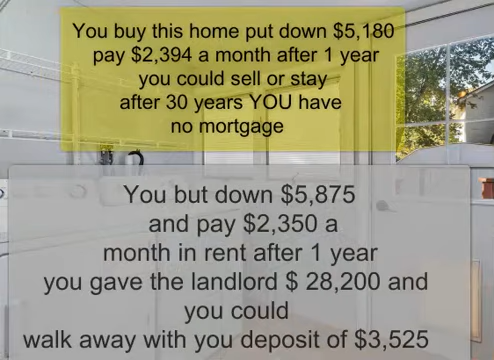 You buy this home put down $5,180
pay $2,394 a month after 1 year
you could sell or stay
after 30 years YOU have
no mortgage
You but down $5,875
and pay $2,350 a
month in rent after 1 year
you gave the landlord $ 28,200 and
you could
walk away with you deposit of $3,525